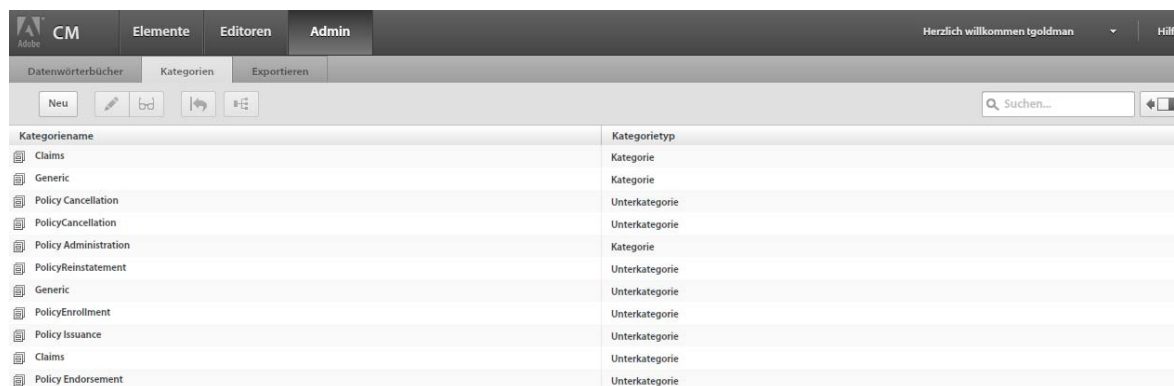 Adobe CM Elemente Editoren Admin Herzlich willkommen tgoldman Hilf
Datenwörterbücher Kategorien Exportieren
Neu Suchen...
Kategoriename Kategorietyp
Claims Kategorie
Generic Kategorie
Policy Cancellation Unterkategorie
PolicyCancellation Unterkategorie
Policy Administration Kategorie
PolicyReinstatement Unterkategorie
Generic Unterkategorie
PolicyEnrollment Unterkategorie
Policy Issuance Unterkategorie
Claims Unterkategorie
Policy Endorsement Unterkategorie